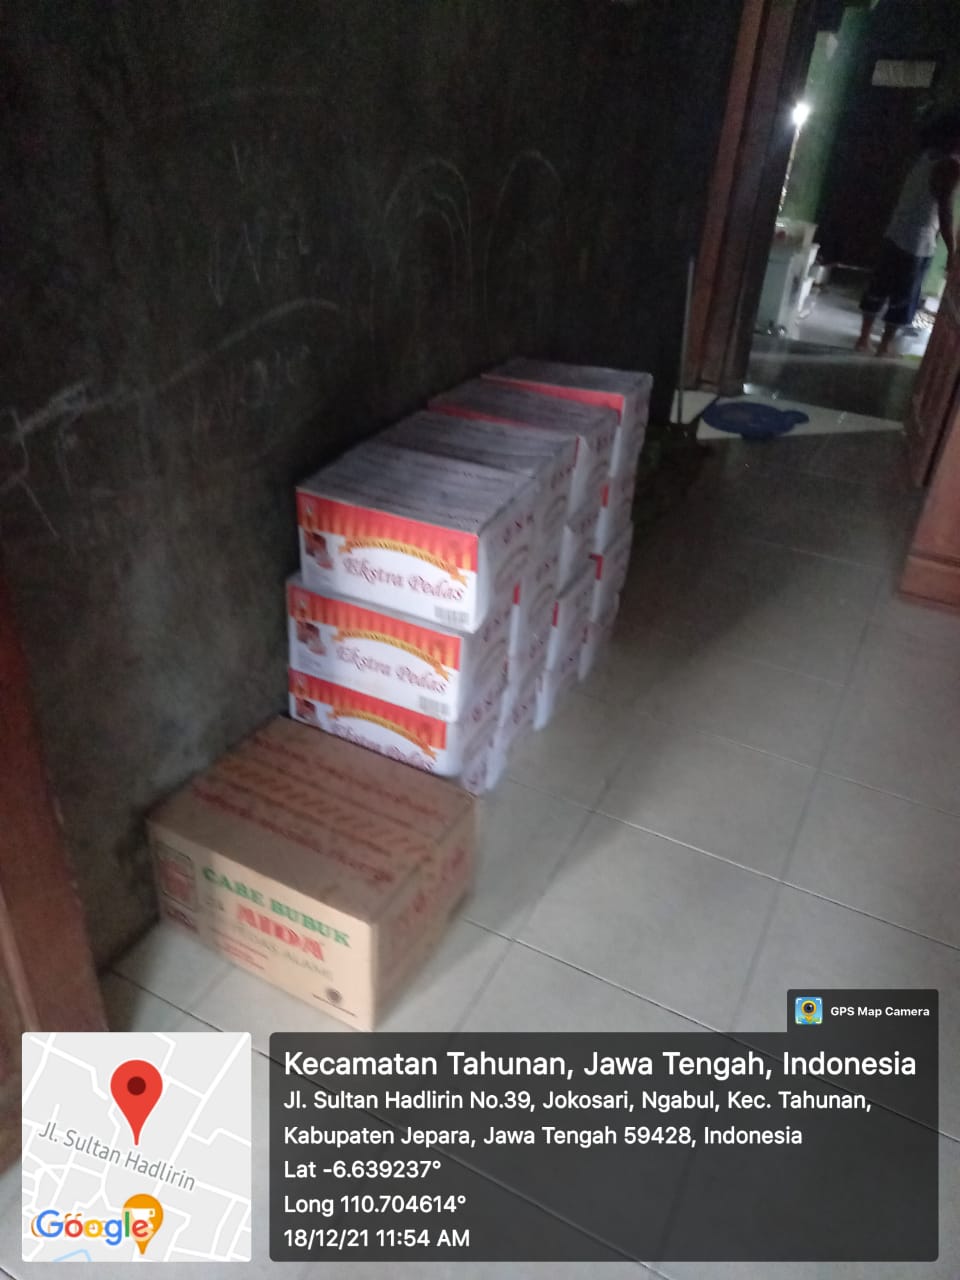 Ekstra Pedas
Ekstra Pedas
Ekstra Pedas
CABE BUBUK
AIDA
GPS Map Camera
Kecamatan Tahunan, Jawa Tengah, Indonesia
Jl. Sultan Hadlirin No.39, Jokosari, Ngabul, Kec. Tahunan,
Kabupaten Jepara, Jawa Tengah 59428, Indonesia
Lat -6.639237°
Long 110.704614°
18/12/21 11:54 AM
Jl. Sultan Hadlirin
Google